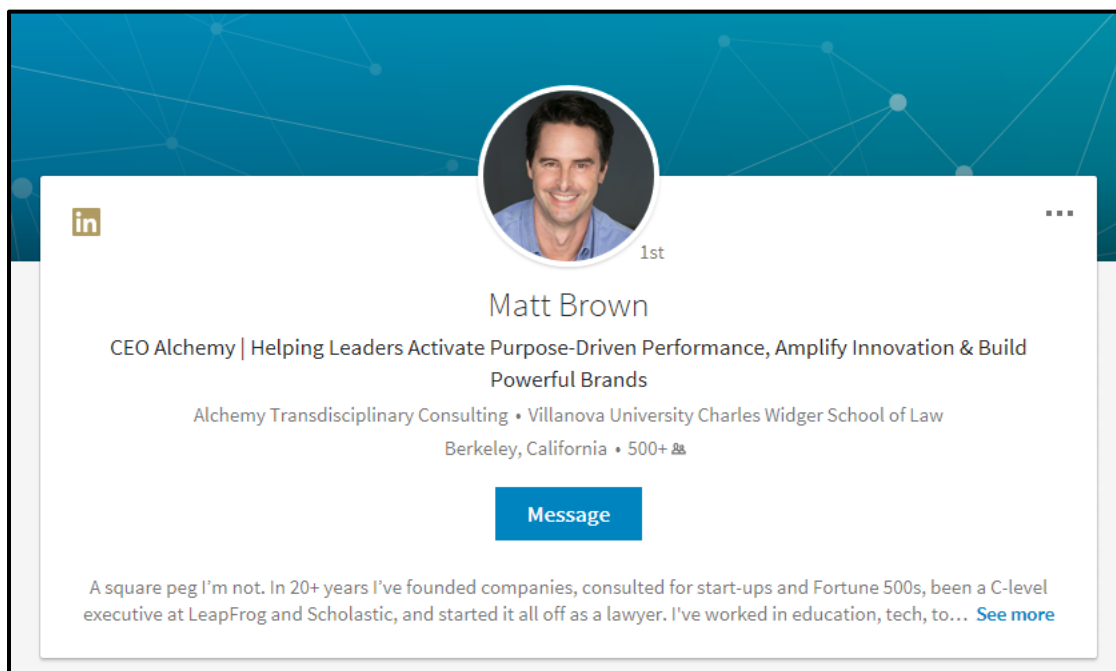 in
1st
Matt Brown
CEO Alchemy | Helping Leaders Activate Purpose-Driven Performance, Amplify Innovation & Build
Powerful Brands
Alchemy Transdisciplinary Consulting • Villanova University Charles Widger School of Law
Berkeley, California • 500+
Message
A square peg I'm not. In 20+ years I've founded companies, consulted for start-ups and Fortune 500s, been a C-level
executive at LeapFrog and Scholastic, and started it all off as a lawyer. I've worked in education, tech, to... See more